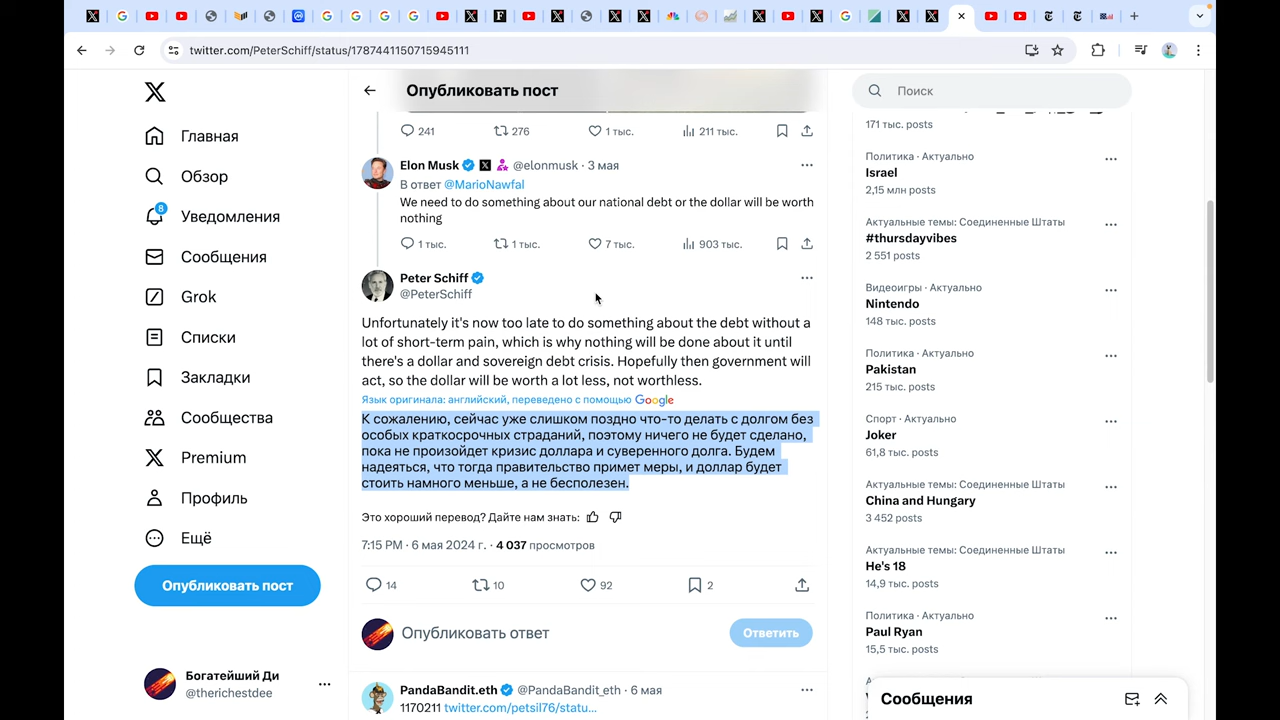 twitter.com/PeterSchiff/status/1787441150715945111
Главная
Обзор
8
Уведомления
Сообщения
Grok
Списки
Закладки
Сообщества
Premium
Профиль
Ещё
Опубликовать пост
Богатейший Ди
@therichestdee
Опубликовать пост
241 276 1 тыс. 211 тыс.
Elon Musk @elonmusk · 3 мая
В ответ @MarioNawfal
We need to do something about our national debt or the dollar will be worth
nothing
1 тыс. 1 тыс. 7 тыс. 903 тыс.
Peter Schiff
@PeterSchiff
Unfortunately it's now too late to do something about the debt without a
lot of short-term pain, which is why nothing will be done about it until
there's a dollar and sovereign debt crisis. Hopefully then government will
act, so the dollar will be worth a lot less, not worthless.
Язык оригинала: английский, переведено с помощью Google
К сожалению, сейчас уже слишком поздно что-то делать с долгом без
особых краткосрочных страданий, поэтому ничего не будет сделано,
пока не произойдет кризис доллара и суверенного долга. Будем
надеяться, что тогда правительство примет меры, и доллар будет
стоить намного меньше, а не бесполезен.
Это хороший перевод? Дайте нам знать:
7:15 PM · 6 мая 2024 г. · 4 037 просмотров
14 10 92 2
Опубликовать ответ
Ответить
PandaBandit.eth @PandaBandit_eth · 6 мая
1170211 twitter.com/petsil76/statu...
Поиск
171 тыс. posts
Политика · Актуально
Israel
2,15 млн posts
Актуальные темы: Соединенные Штаты
#thursdayvibes
2 551 posts
Видеоигры · Актуально
Nintendo
148 тыс. posts
Политика · Актуально
Pakistan
215 тыс. posts
Спорт · Актуально
Joker
61,8 тыс. posts
Актуальные темы: Соединенные Штаты
China and Hungary
3 452 posts
Актуальные темы: Соединенные Штаты
He's 18
14,9 тыс. posts
Политика · Актуально
Paul Ryan
15,5 тыс. posts
Сообщения